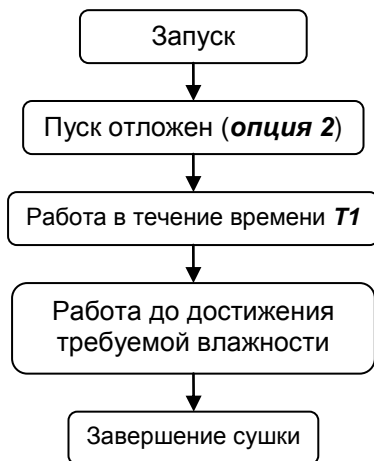 Запуск
Пуск отложен (опция 2)
Работа в течение времени T1
Работа до достижения
требуемой влажности
Завершение сушки